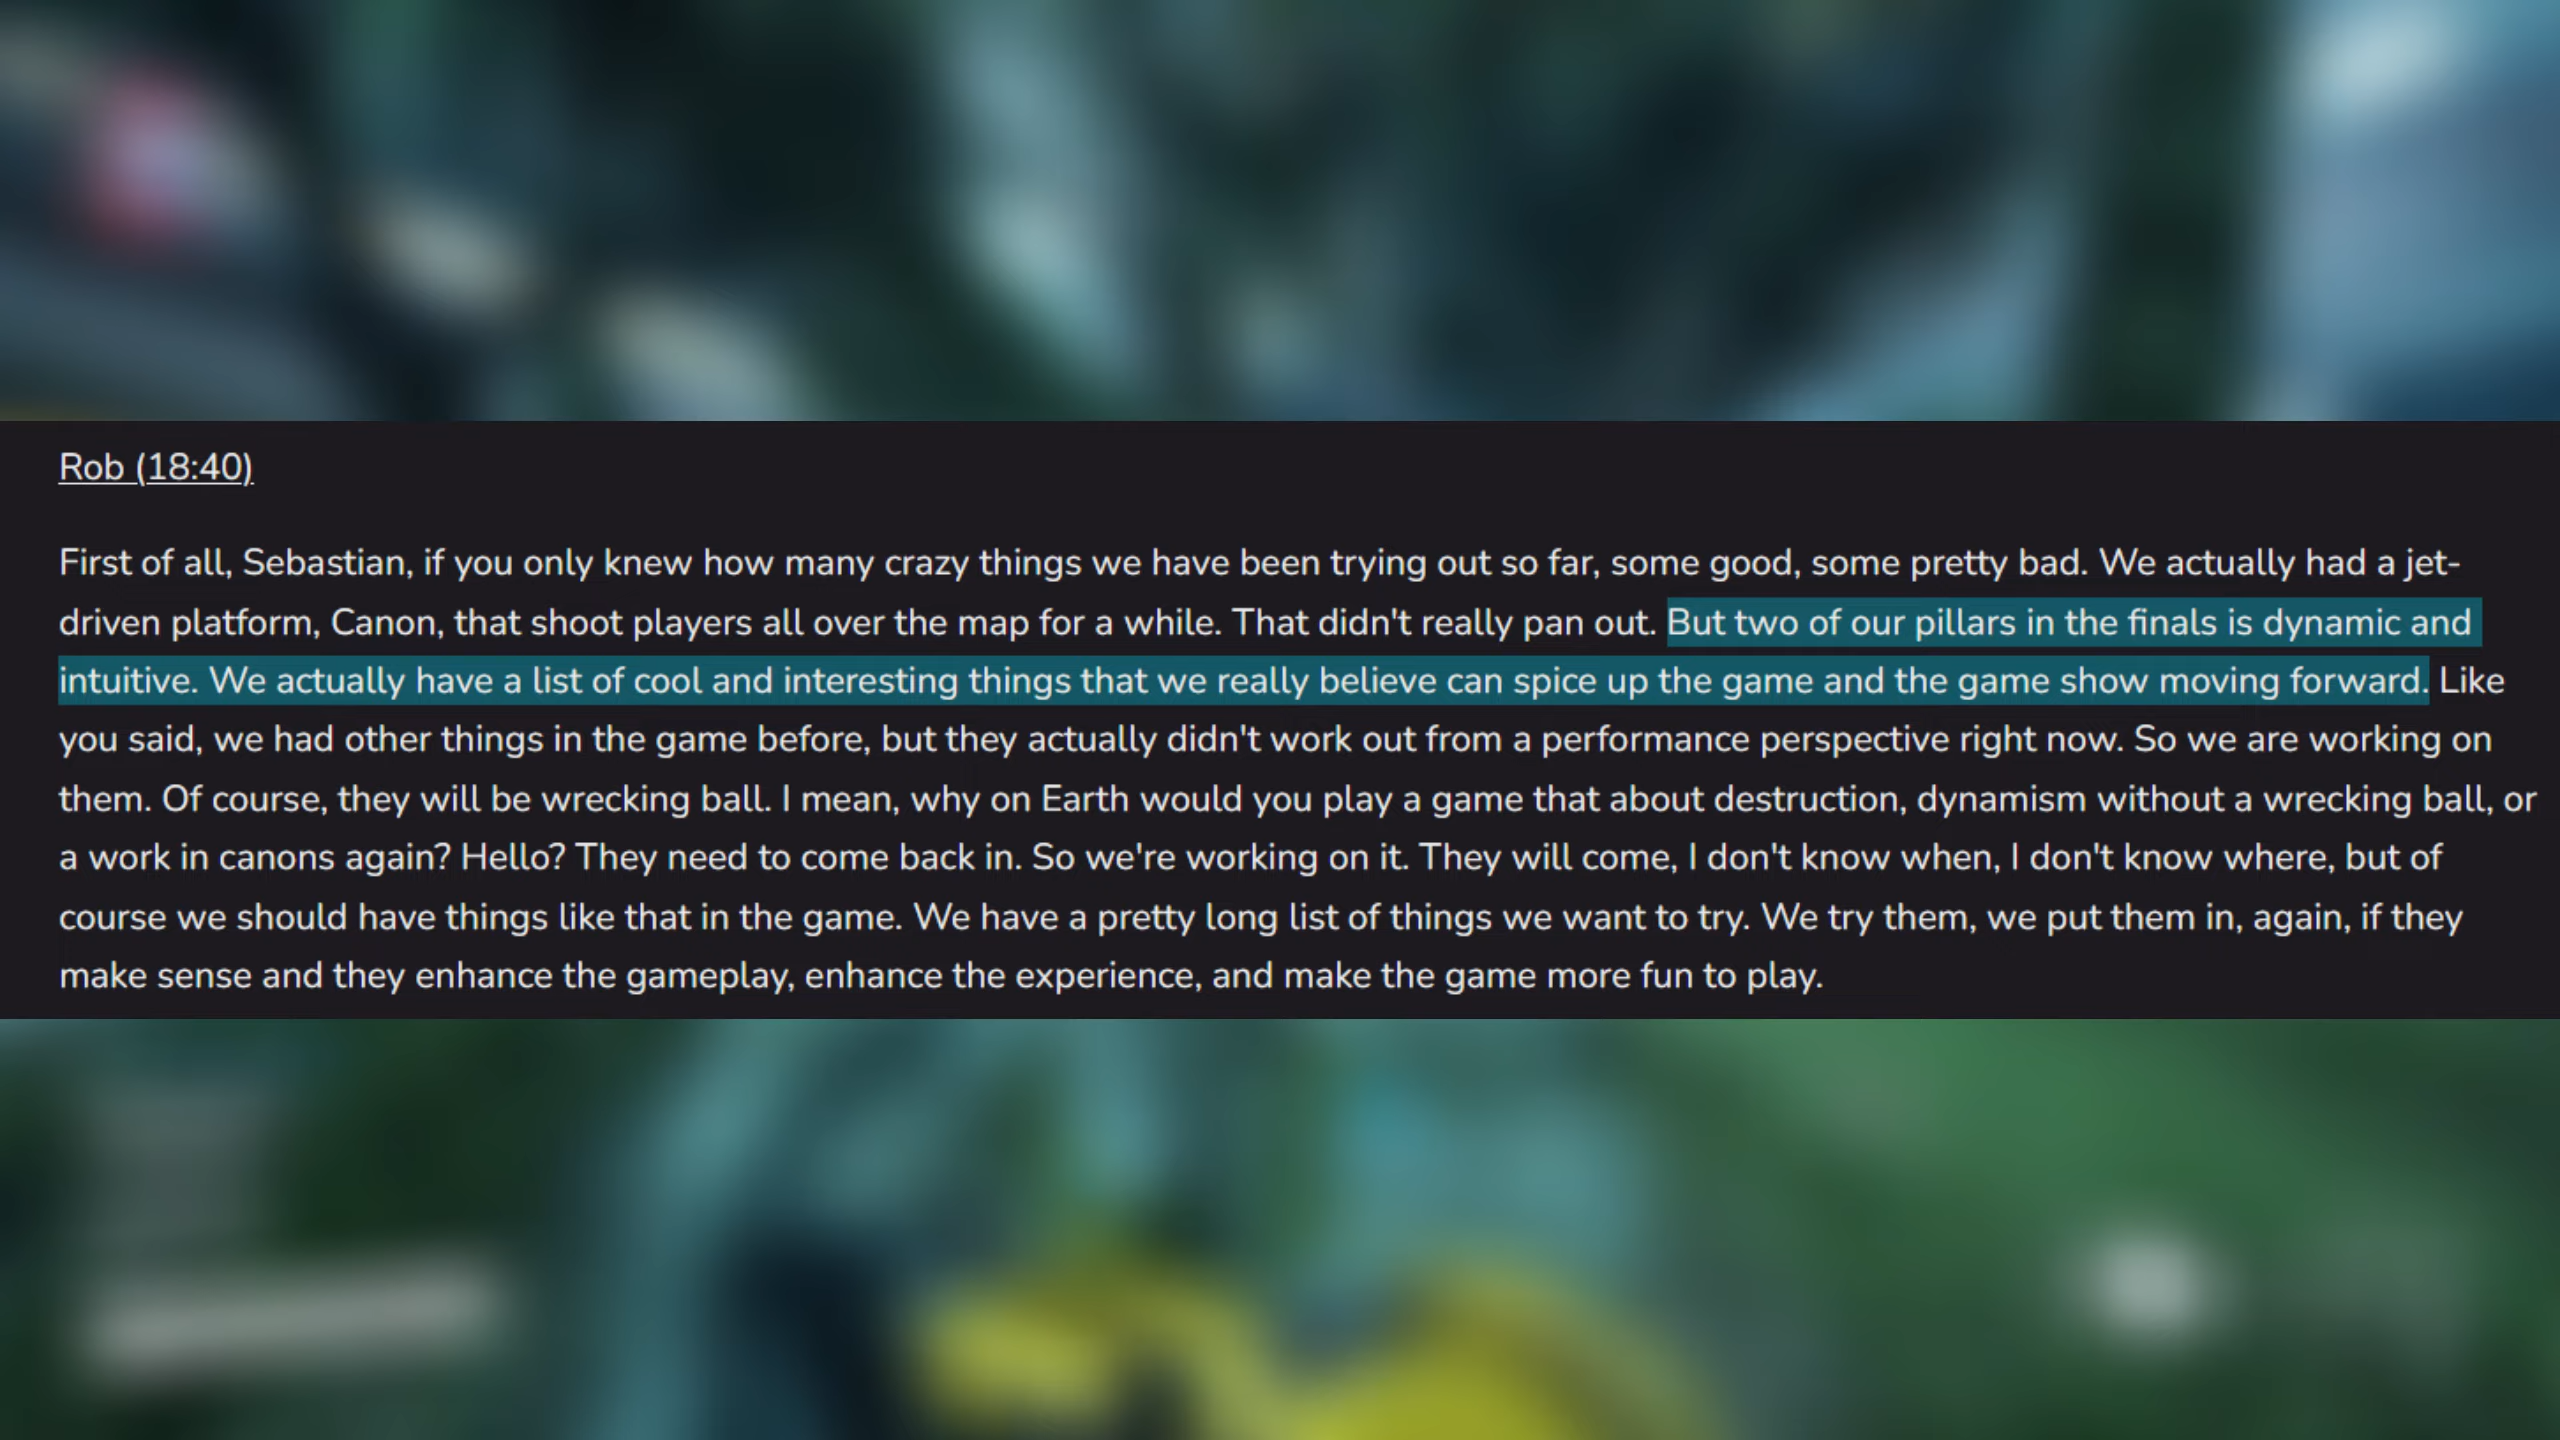 Rob (18:40)
First of all, Sebastian, if you only knew how many crazy things we have been trying out so far, some good, some pretty bad. We actually had a jet-
driven platform, Canon, that shoot players all over the map for a while. That didn't really pan out. But two of our pillars in the finals is dynamic and
intuitive. We actually have a list of cool and interesting things that we really believe can spice up the game and the game show moving forward. Like
you said, we had other things in the game before, but they actually didn't work out from a performance perspective right now. So we are working on
them. Of course, they will be wrecking ball. I mean, why on Earth would you play a game that about destruction, dynamism without a wrecking ball, or
a work in canons again? Hello? They need to come back in. So we're working on it. They will come, I don't know when, I don't know where, but of
course we should have things like that in the game. We have a pretty long list of things we want to try. We try them, we put them in, again, if they
make sense and they enhance the gameplay, enhance the experience, and make the game more fun to play.